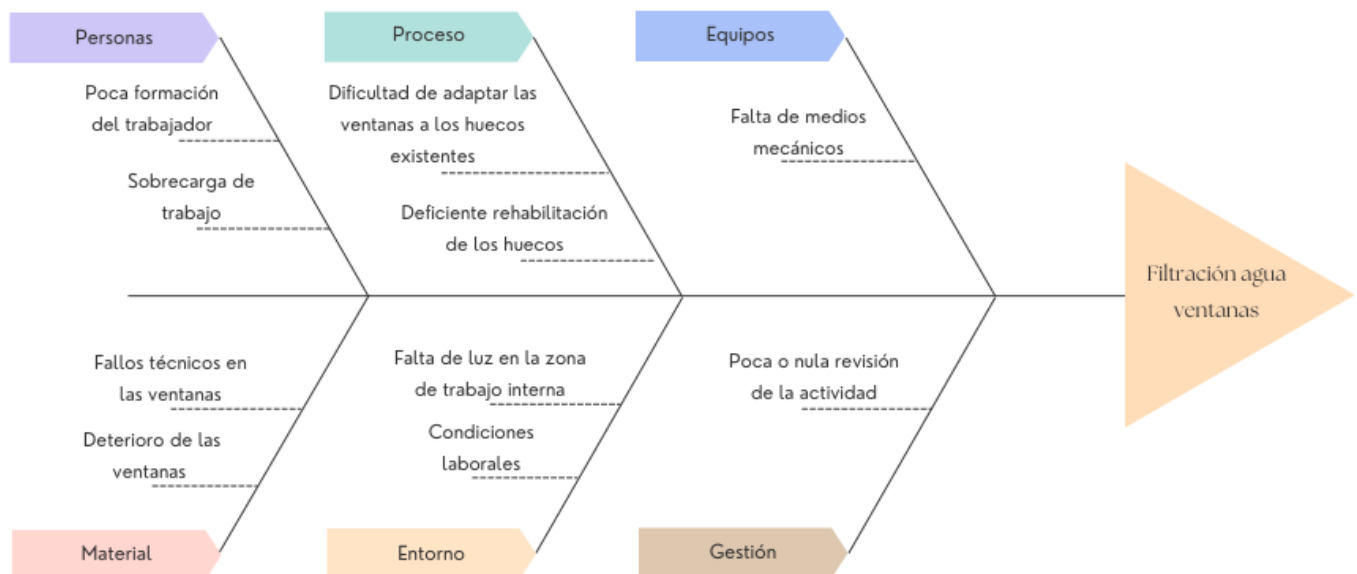 Personas
Proceso
Equipos
Poca formación
del trabajador
Sobrecarga de
trabajo
Dificultad de adaptar las
ventanas a los huecos
existentes
Deficiente rehabilitación
de los huecos
Falta de medios
mecánicos
Filtración agua
ventanas
Fallos técnicos en
las ventanas
Deterioro de las
ventanas
Falta de luz en la zona
de trabajo interna
Condiciones
laborales
Poca o nula revisión
de la actividad
Material
Entorno
Gestión